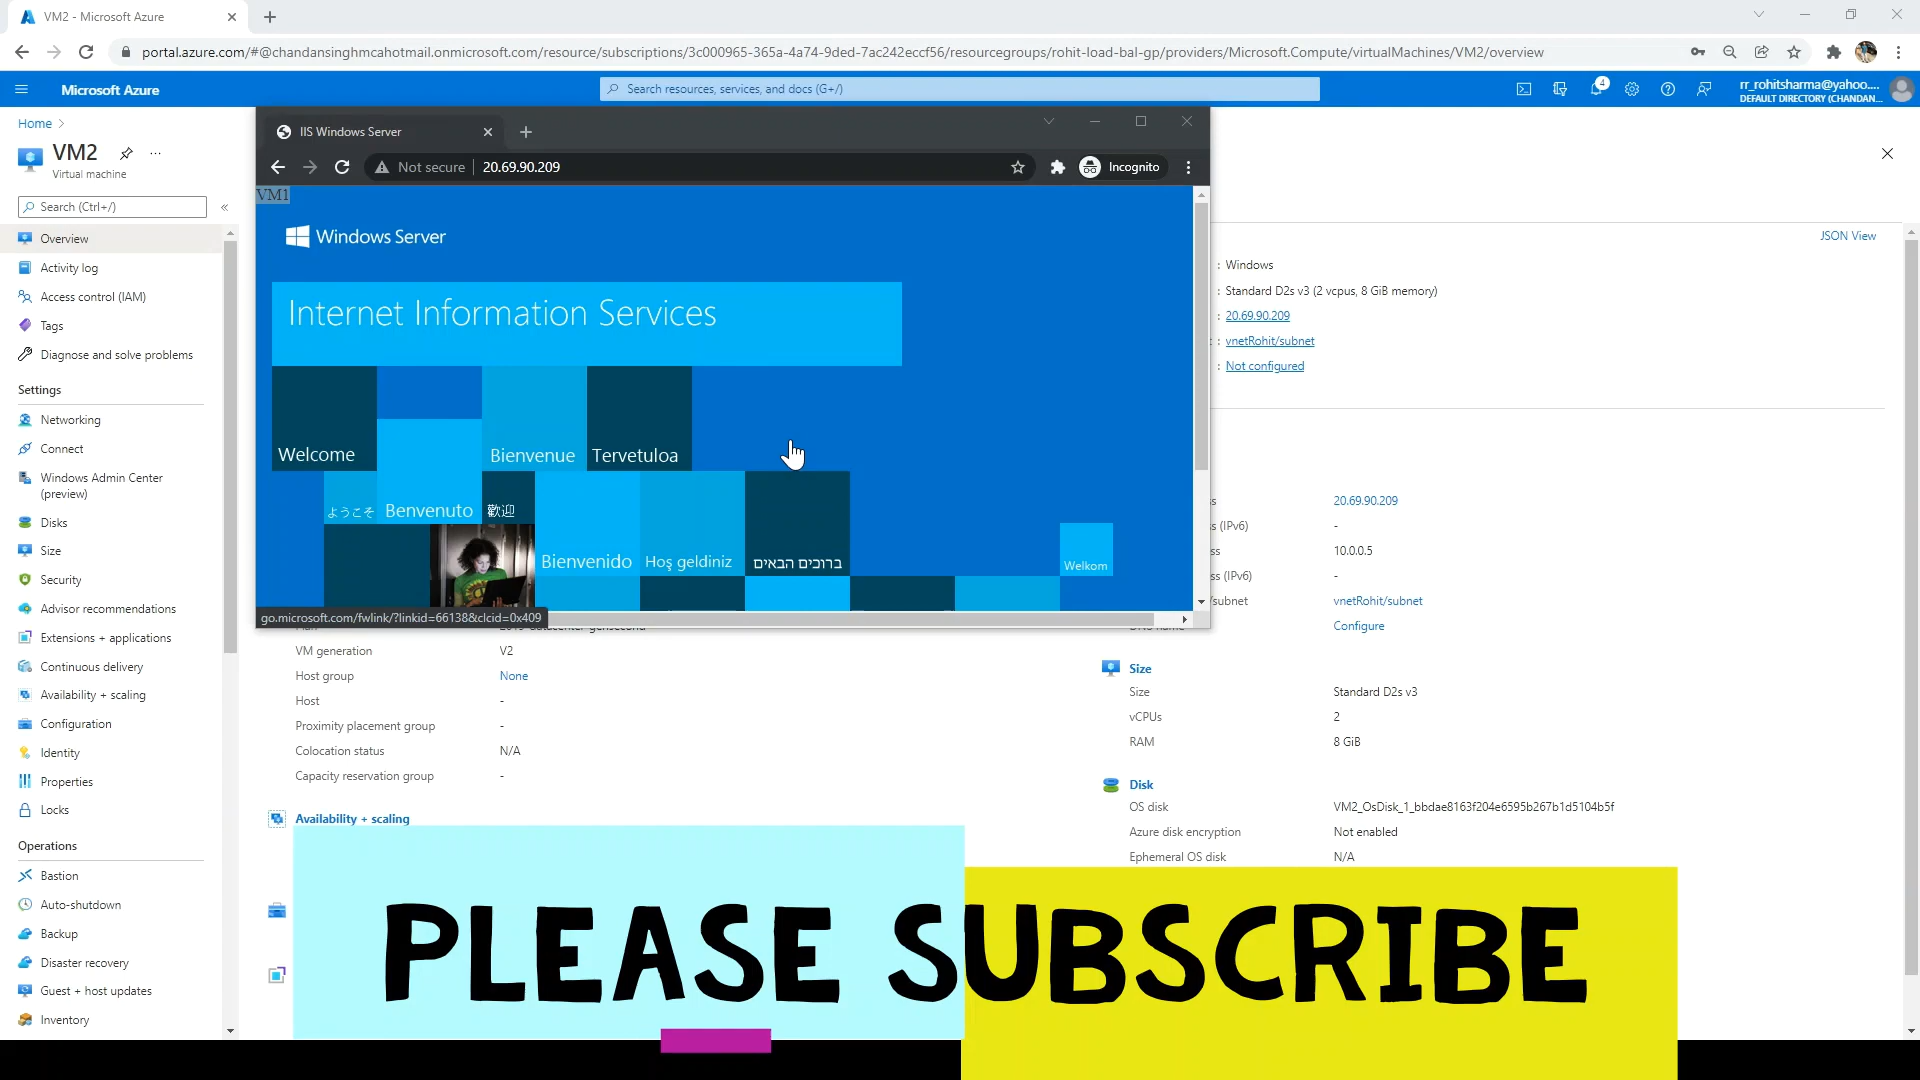 VM2 - Microsoft Azure
portal.azure.com/#@chandansinghmcahotmail.onmicrosoft.com/resource/subscriptions/3c000965-365a-4a74-9ded-7ac242eccf56/resourcegroups/rohit-load-bal-gp/providers/Microsoft.Compute/virtualMachines/VM2/overview
Microsoft Azure
Search resources, services, and docs (G+/)
4
rr_rohitsharma@yahoo....
DEFAULT DIRECTORY (CHANDAN...
Home
VM2
Virtual machine
Search (Ctrl+/)
Overview
Activity log
Access control (IAM)
Tags
Diagnose and solve problems
Settings
Networking
Connect
Windows Admin Center
(preview)
Disks
Size
Security
Advisor recommendations
Extensions + applications
Continuous delivery
Availability + scaling
Configuration
Identity
Properties
Locks
Operations
Bastion
Auto-shutdown
Backup
Disaster recovery
Guest + host updates
Inventory
IIS Windows Server
Not secure 20.69.90.209
Incognito
VM1
Windows Server
Internet Information Services
Welcome
Bienvenue
Tervetuloa
ようこそ
Benvenuto
歡迎
Bienvenido
Hoş geldiniz
ברוכים הבאים
Welkom
go.microsoft.com/fwlink/?linkid=66138&clcid=0x409
JSON View
: Windows
: Standard D2s v3 (2 vcpus, 8 GiB memory)
: 20.69.90.209
: vnetRohit/subnet
: Not configured
20.69.90.209
(IPv6) -
10.0.0.5
(IPv6) -
/subnet vnetRohit/subnet
Configure
VM generation V2
Host group None
Host -
Proximity placement group -
Colocation status N/A
Capacity reservation group -
Availability + scaling
Size
Size Standard D2s v3
vCPUs 2
RAM 8 GiB
Disk
OS disk VM2_OsDisk_1_bbdae8163f204e6595b267b1d5104b5f
Azure disk encryption Not enabled
Ephemeral OS disk N/A
PLEASE SUBSCRIBE